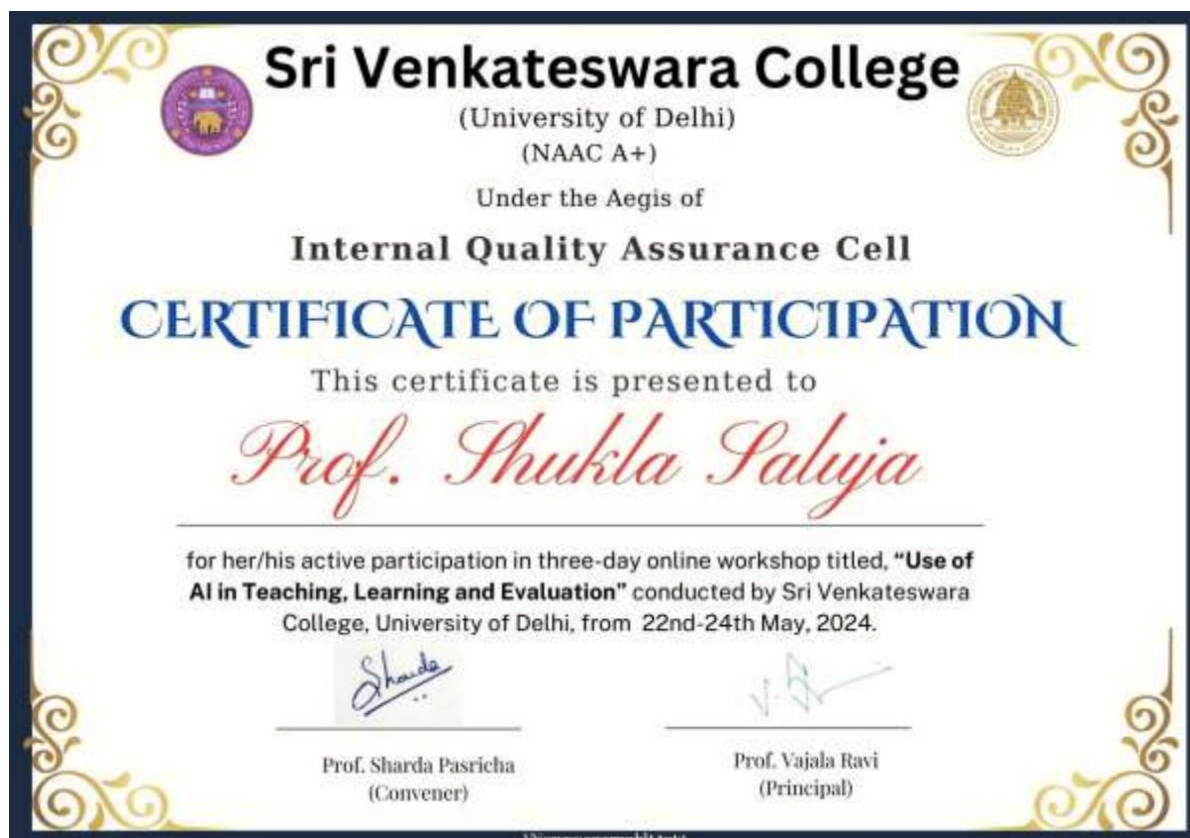 Sri Venkateswara College
(University of Delhi)
(NAAC A+)
Under the Aegis of
Internal Quality Assurance Cell
CERTIFICATE OF PARTICIPATION
This certificate is presented to
Prof. Shukla Saluja
for her/his active participation in three-day online workshop titled, “Use of
AI in Teaching, Learning and Evaluation” conducted by Sri Venkateswara
College, University of Delhi, from 22nd-24th May, 2024.
Sharda
Prof. Sharda Pasricha
(Convener)
Prof. Vajala Ravi
(Principal)